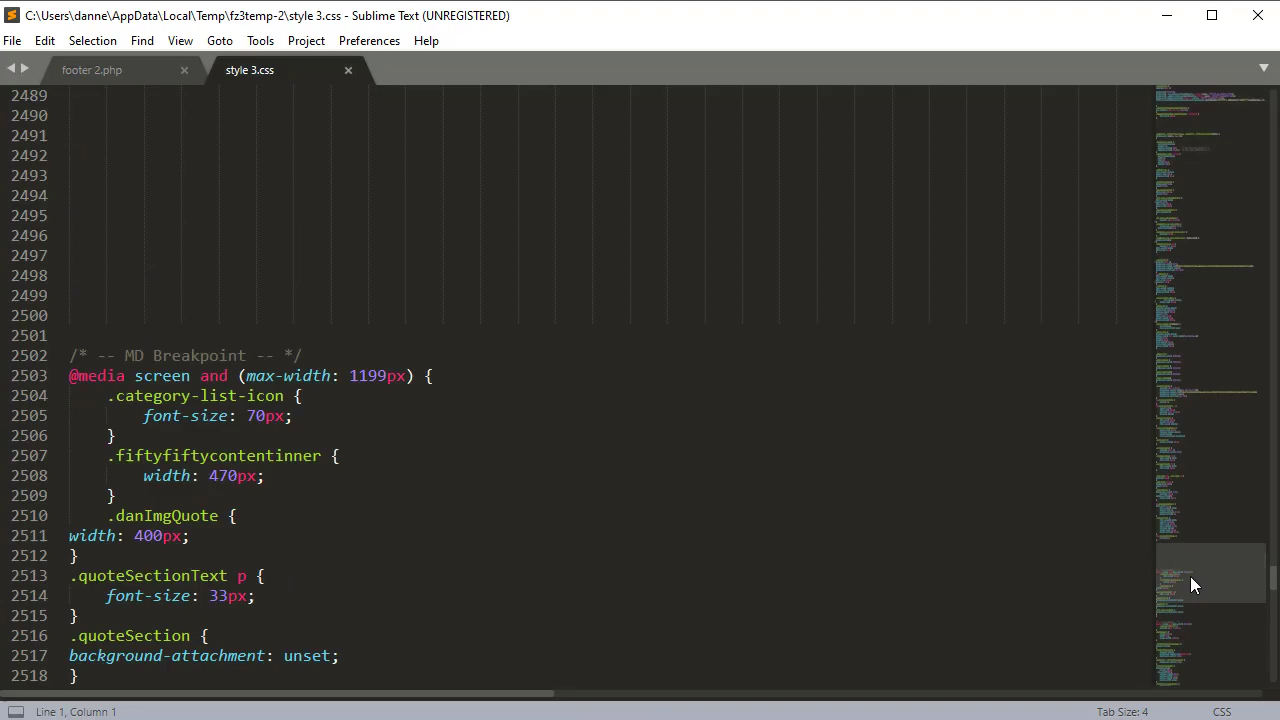 C:\Users\danne\AppData\Local\Temp\fz3temp-2\style 3.css - Sublime Text (UNREGISTERED)
File Edit Selection Find View Goto Tools Project Preferences Help
footer 2.php style 3.css
2489
2490
2491
2492
2493
2494
2495
2496
2497
2498
2499
2500
2501
2502 /* -- MD Breakpoint -- */
2503 @media screen and (max-width: 1199px) {
2504 .category-list-icon {
2505 font-size: 70px;
2506 }
2507 .fiftyfiftycontentinner {
2508 width: 470px;
2509 }
2510 .danImgQuote {
2511 width: 400px;
2512 }
2513 .quoteSectionText p {
2514 font-size: 33px;
2515 }
2516 .quoteSection {
2517 background-attachment: unset;
2518 }
Line 1, Column 1 Tab Size: 4 CSS